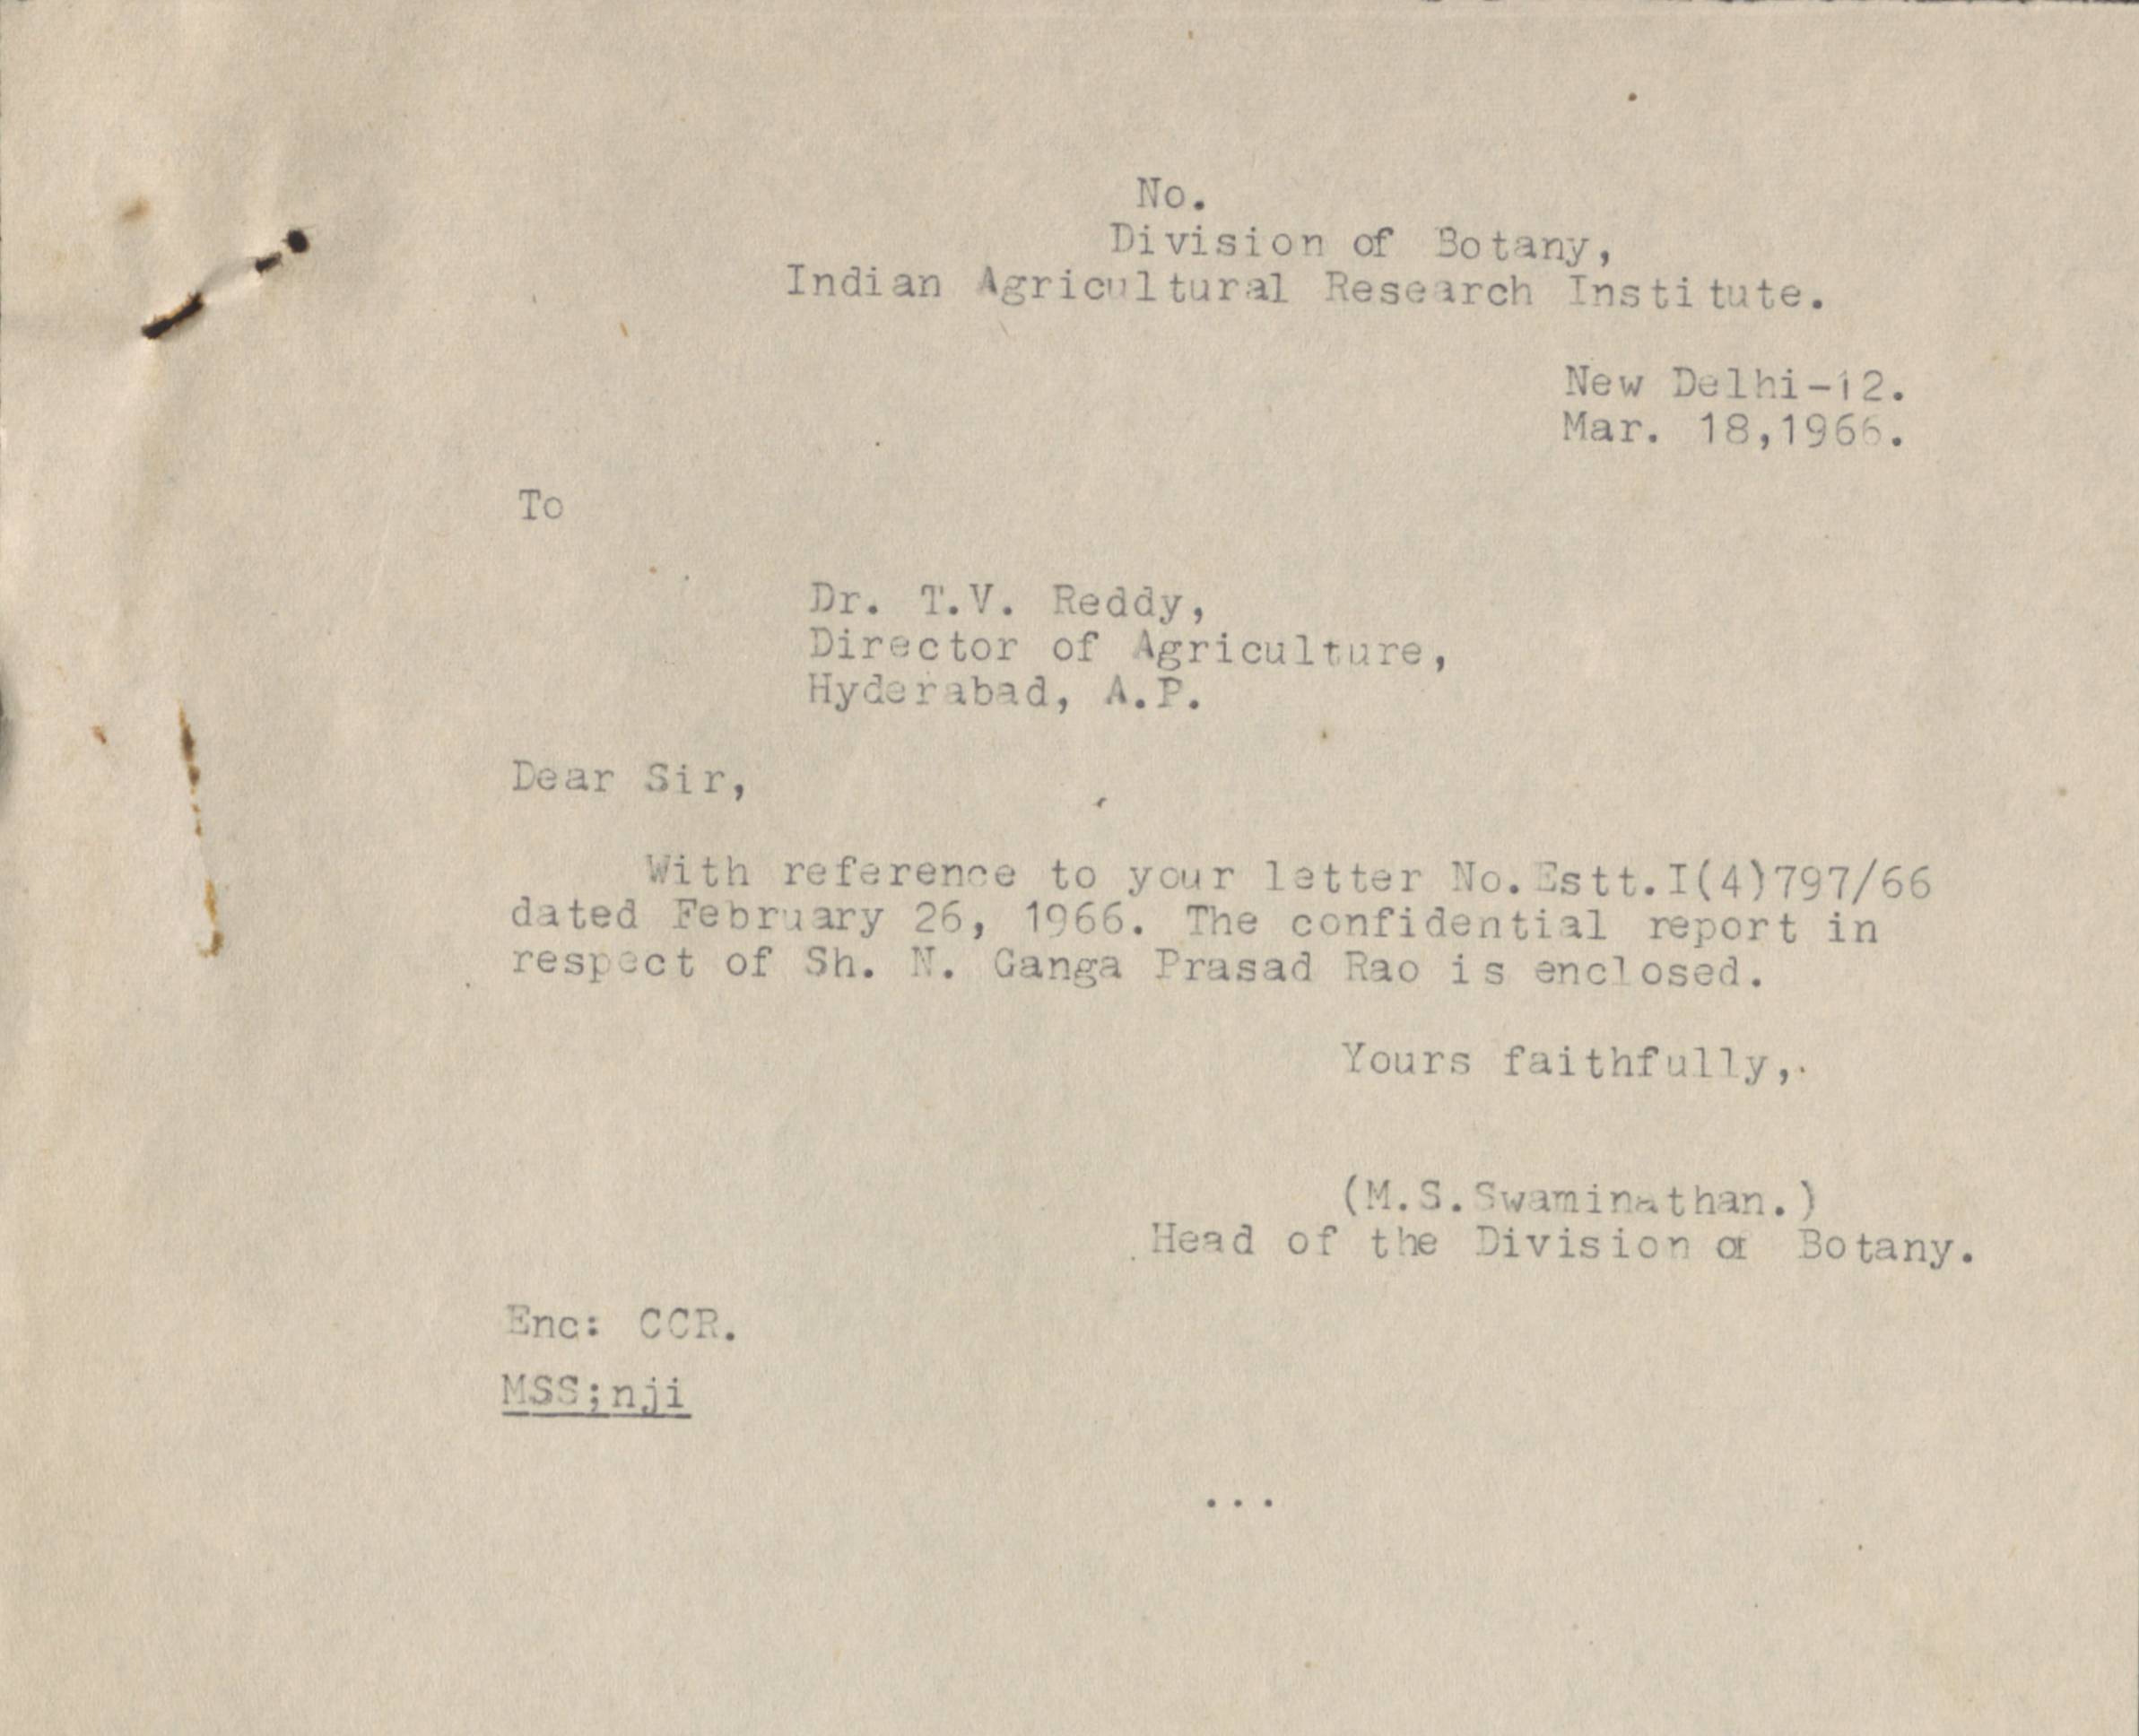 No.
Division of Botany,
Indian Agricultural Research Institute.
New Delhi-12.
Mar. 18,1966.
To
Dr. T.V. Reddy,
Director of Agriculture,
Hyderabad, A.P.
Dear Sir,
With reference to your letter No.Estt.I(4)797/66
dated February 26, 1966. The confidential report in
respect of Sh. N. Ganga Prasad Rao is enclosed.
Yours faithfully,
(M.S.Swaminathan.)
Head of the Division of Botany.
Enc: CCR.
MSS;nji
...